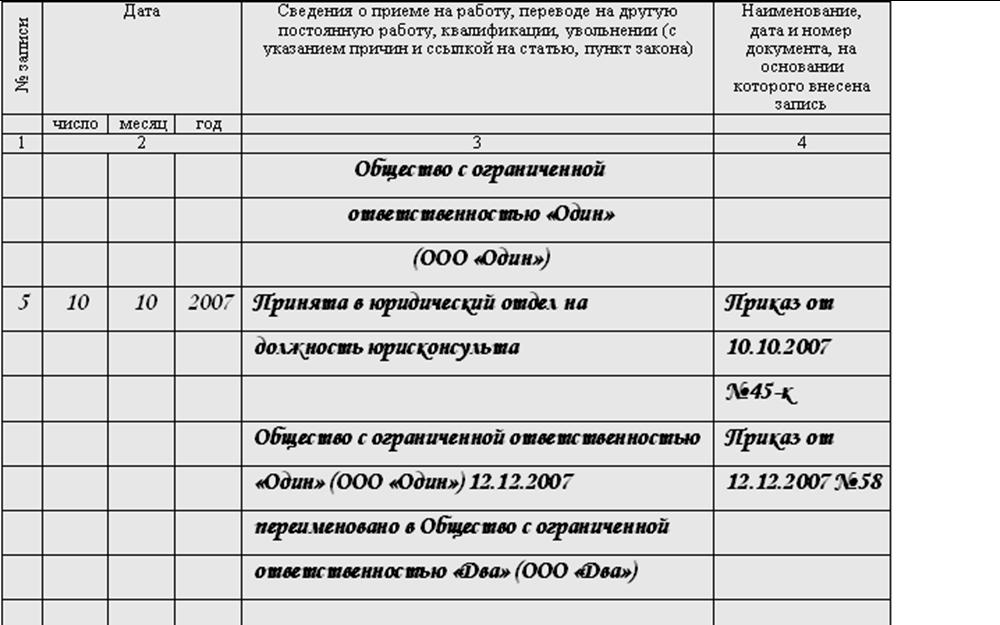 № записи
Дата
Сведения о приеме на работу, переводе на другую
постоянную работу, квалификации, увольнении (с
указанием причин и ссылкой на статью, пункт закона)
Наименование,
дата и номер
документа, на
основании
которого внесена
запись
число месяц год
1 2 3 4
Общество с ограниченной
ответственностью «Один»
(ООО «Один»)
5 10 10 2007 Принята в юридический отдел на Приказ от
должность юрисконсульта 10.10.2007
№45-к
Общество с ограниченной ответственностью Приказ от
«Один» (ООО «Один») 12.12.2007 12.12.2007 №58
переименовано в Общество с ограниченной
ответственностью «Два» (ООО «Два»)